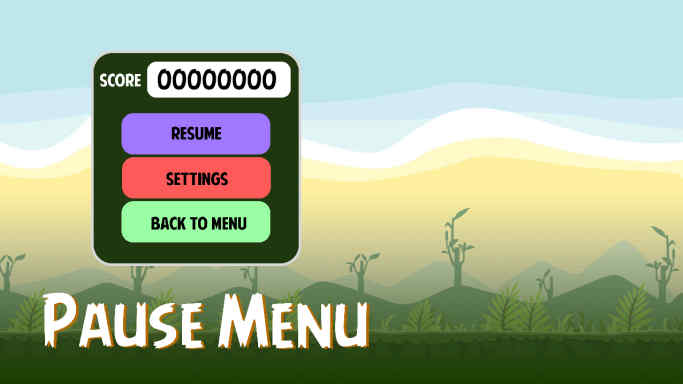 SCORE 00000000
RESUME
SETTINGS
BACK TO MENU
PAUSE MENU